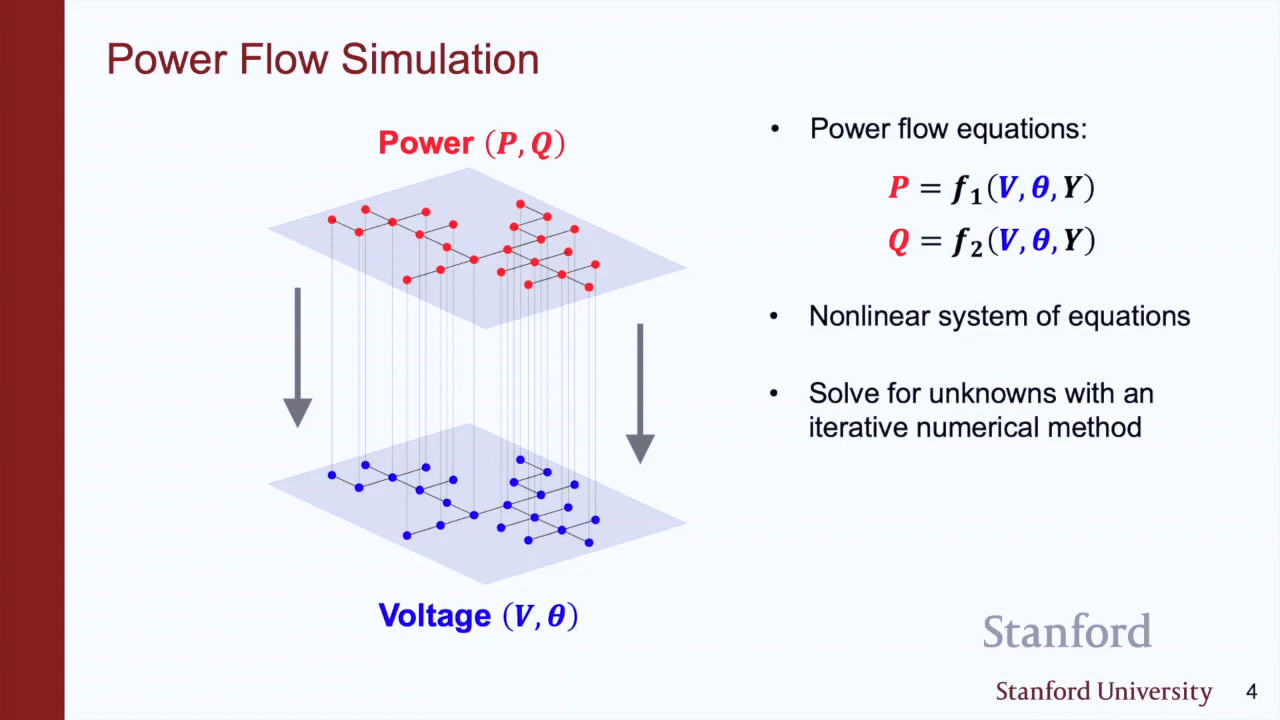 Power Flow Simulation
Power (P, Q)
• Power flow equations:
P = f₁(V, θ, Y)
Q = f₂(V, θ, Y)
• Nonlinear system of equations
• Solve for unknowns with an
iterative numerical method
Voltage (V, θ)
Stanford
Stanford University 4